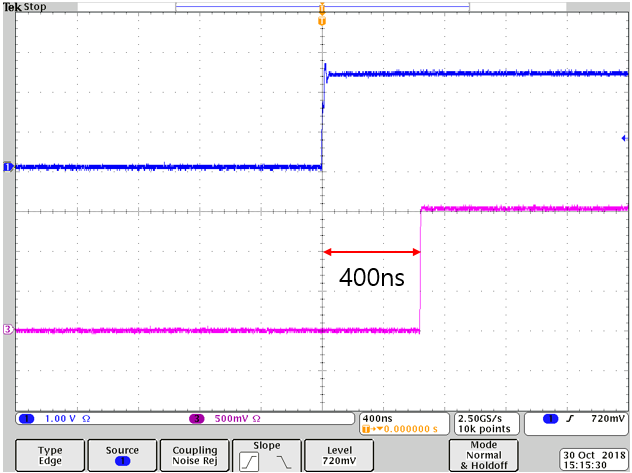 Tek Stop
T
T
1
400ns
3
1 1.00 V Ω 3 500mV Ω 400ns 2.50GS/s 1 720mV
T→▼0.000000 s 10k points
Type
Edge
Source
1
Coupling
Noise Rej
Slope
Level
720mV
Mode
Normal
& Holdoff
30 Oct 2018
15:15:30